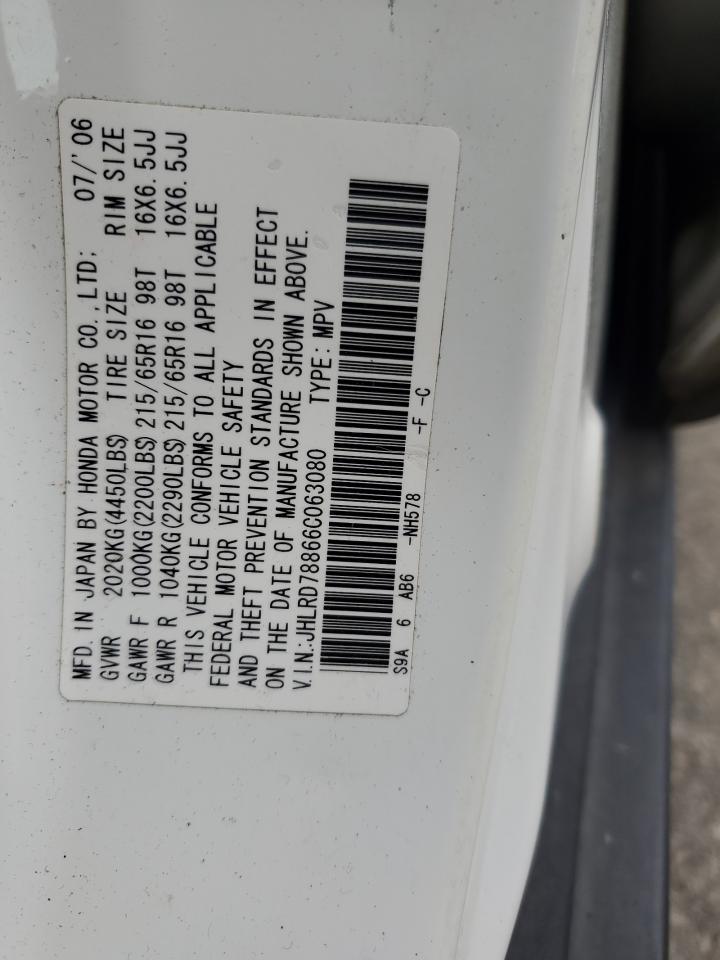 MFD. IN JAPAN BY HONDA MOTOR CO., LTD; 07/'06
GVWR 2020KG(4450LBS) TIRE SIZE RIM SIZE
GAWR F 1000KG(2200LBS)215/65R16 98T 16X6.5JJ
GAWR R 1040KG(2290LBS)215/65R16 98T 16X6.5JJ
THIS VEHICLE CONFORMS TO ALL APPLICABLE
FEDERAL MOTOR VEHICLE SAFETY
AND THEFT PREVENTION STANDARDS IN EFFECT
ON THE DATE OF MANUFACTURE SHOWN ABOVE.
V.I.N.:JHLRD78866C063080 TYPE:MPV
S9A 6 AB6 -NH578 -F -C